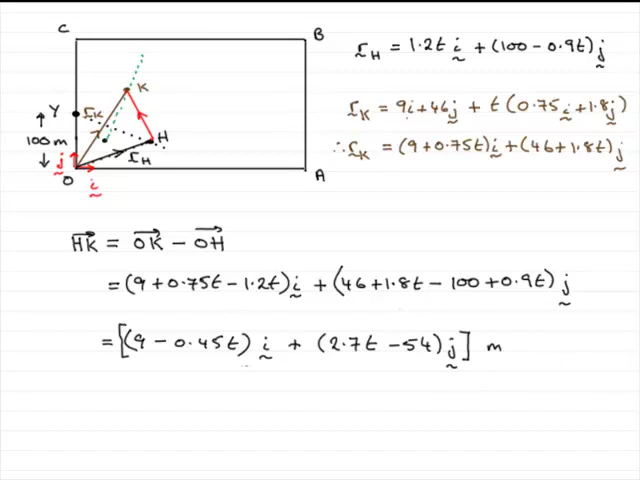 C
B
Y
100 m
O
A
K
H
r_K
r_H
j
i
r_H = 1.2t i + (100 - 0.9t) j
r_K = 9i + 46j + t(0.75i + 1.8j)
∴ r_K = (9 + 0.75t) i + (46 + 1.8t) j
HK = OK - OH
= (9 + 0.75t - 1.2t) i + (46 + 1.8t - 100 + 0.9t) j
= [(9 - 0.45t) i + (2.7t - 54) j] m